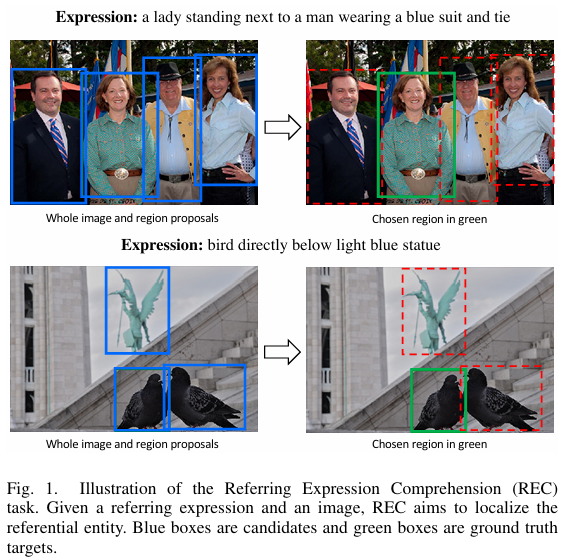 Expression: a lady standing next to a man wearing a blue suit and tie
Whole image and region proposals
Chosen region in green
Expression: bird directly below light blue statue
Whole image and region proposals
Chosen region in green
Fig. 1. Illustration of the Referring Expression Comprehension (REC)
task. Given a referring expression and an image, REC aims to localize the
referential entity. Blue boxes are candidates and green boxes are ground truth
targets.